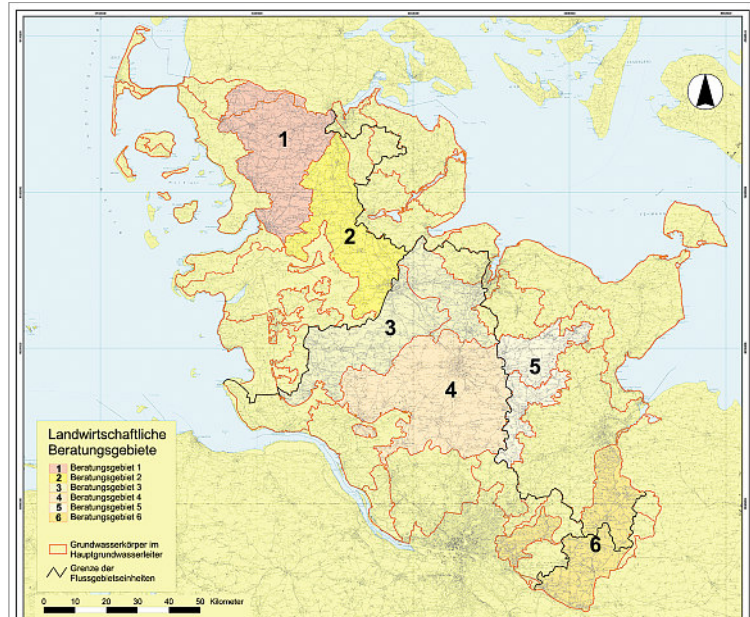 1
2
3
4
5
6
Landwirtschaftliche
Beratungsgebiete
1 Beratungsgebiet 1
2 Beratungsgebiet 2
3 Beratungsgebiet 3
4 Beratungsgebiet 4
5 Beratungsgebiet 5
6 Beratungsgebiet 6
Grundwasserkörper im
Hauptgrundwasserleiter
Grenze der
Flussgebietseinheiten
0 10 20 30 40 50 Kilometer